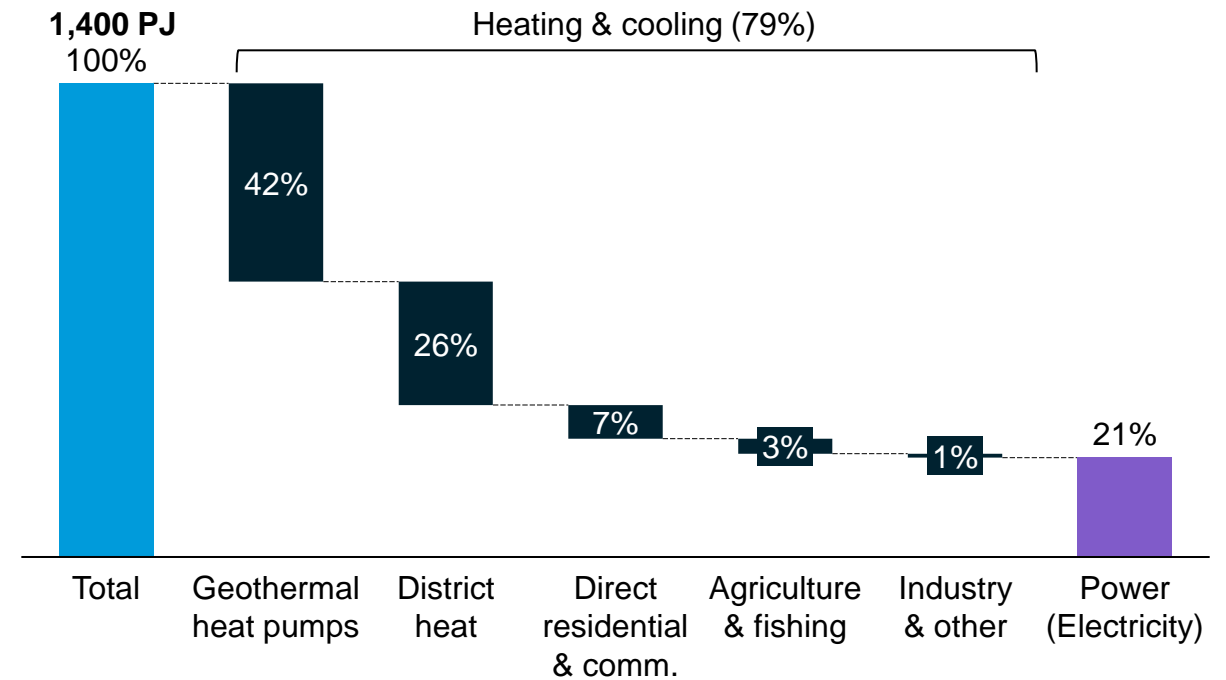 1,400 PJ
100%
Heating & cooling (79%)
42%
26%
7%
3%
1%
21%
Total
Geothermal
heat pumps
District
heat
Direct
residential
& comm.
Agriculture
& fishing
Industry
& other
Power
(Electricity)